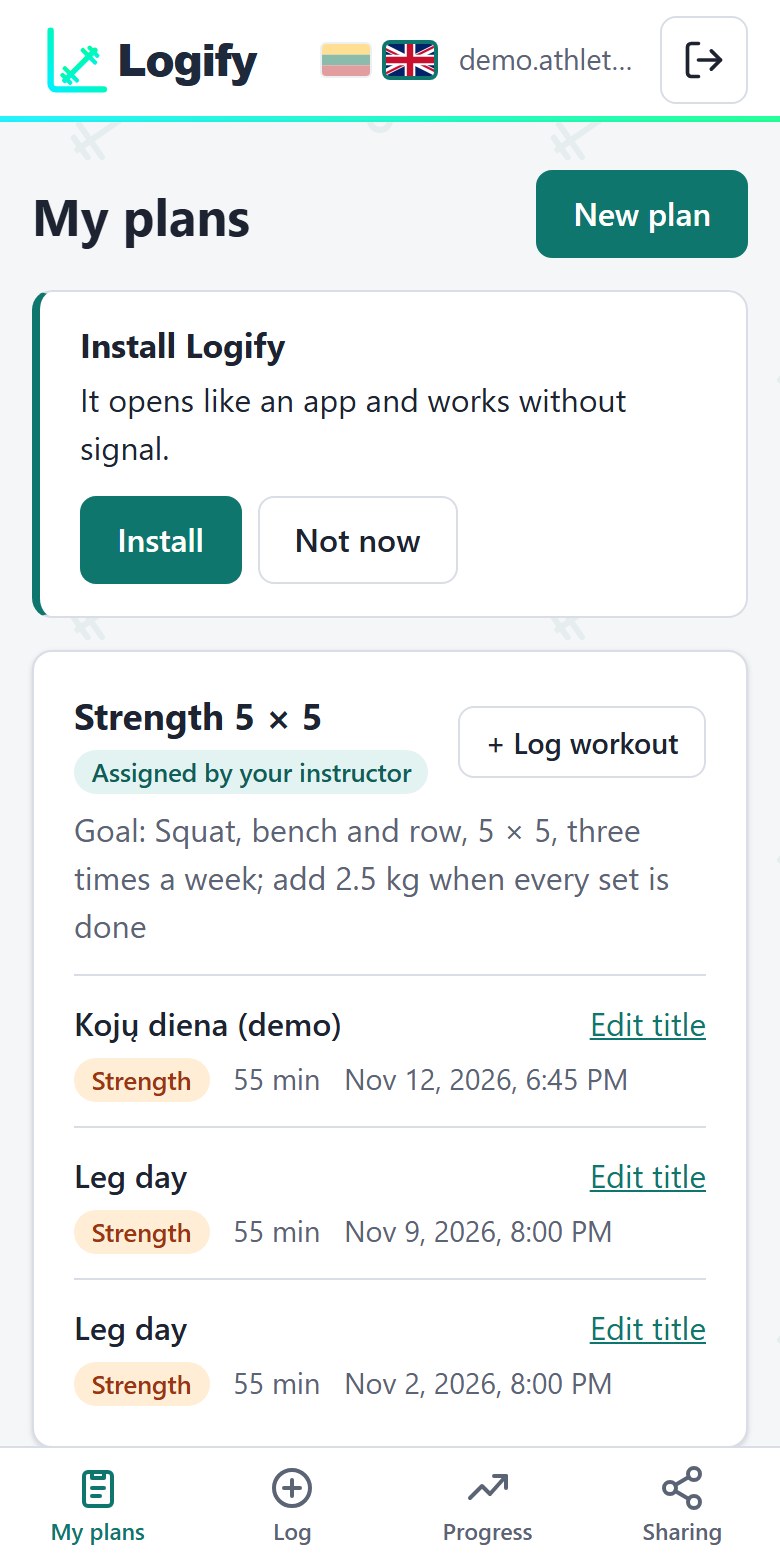 Logify
demo.athlet...
My plans
New plan
Install Logify
It opens like an app and works without
signal.
Install
Not now
Strength 5 × 5
+ Log workout
Assigned by your instructor
Goal: Squat, bench and row, 5 × 5, three
times a week; add 2.5 kg when every set is
done
Kojų diena (demo)
Edit title
Strength 55 min Nov 12, 2026, 6:45 PM
Leg day
Edit title
Strength 55 min Nov 9, 2026, 8:00 PM
Leg day
Edit title
Strength 55 min Nov 2, 2026, 8:00 PM
My plans
Log
Progress
Sharing